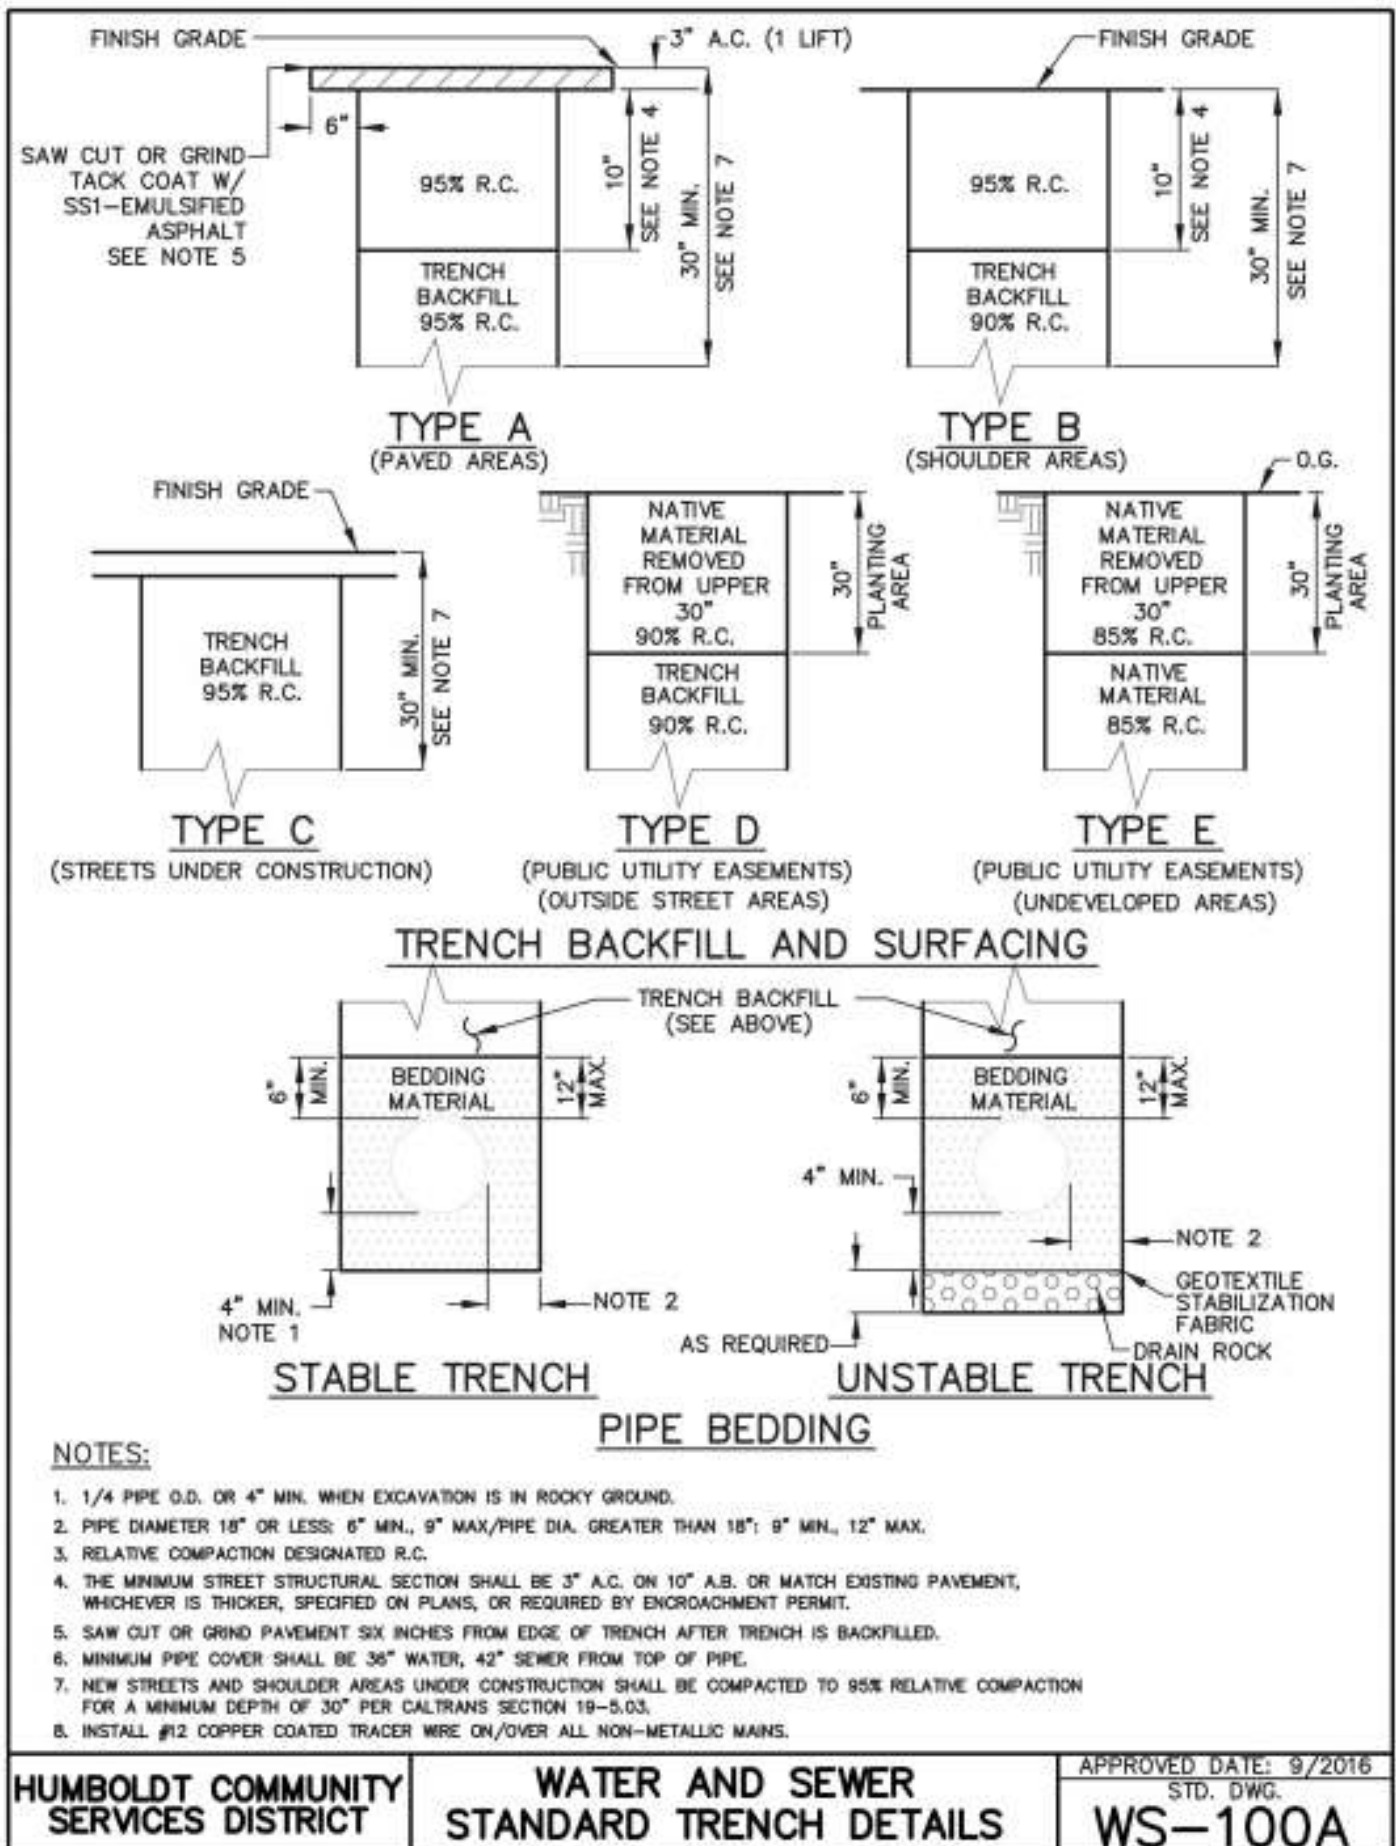 FINISH GRADE
3" A.C. (1 LIFT)
6"
SAW CUT OR GRIND
TACK COAT W/
SS1-EMULSIFIED
ASPHALT
SEE NOTE 5
95% R.C.
10"
SEE NOTE 4
30" MIN.
SEE NOTE 7
TRENCH
BACKFILL
95% R.C.
TYPE A
(PAVED AREAS)
FINISH GRADE
95% R.C.
10"
SEE NOTE 4
30" MIN.
SEE NOTE 7
TRENCH
BACKFILL
90% R.C.
TYPE B
(SHOULDER AREAS)
FINISH GRADE
TRENCH
BACKFILL
95% R.C.
30" MIN.
SEE NOTE 7
TYPE C
(STREETS UNDER CONSTRUCTION)
NATIVE
MATERIAL
REMOVED
FROM UPPER
30"
90% R.C.
30"
PLANTING
AREA
TRENCH
BACKFILL
90% R.C.
TYPE D
(PUBLIC UTILITY EASEMENTS)
(OUTSIDE STREET AREAS)
O.G.
NATIVE
MATERIAL
REMOVED
FROM UPPER
30"
85% R.C.
30"
PLANTING
AREA
NATIVE
MATERIAL
85% R.C.
TYPE E
(PUBLIC UTILITY EASEMENTS)
(UNDEVELOPED AREAS)
TRENCH BACKFILL AND SURFACING
TRENCH BACKFILL
(SEE ABOVE)
6"
MIN.
BEDDING
MATERIAL
12"
MAX.
4" MIN.
NOTE 1
NOTE 2
STABLE TRENCH
6"
MIN.
BEDDING
MATERIAL
12"
MAX.
4" MIN.
NOTE 2
GEOTEXTILE
STABILIZATION
FABRIC
AS REQUIRED
DRAIN ROCK
UNSTABLE TRENCH
PIPE BEDDING
NOTES:
1. 1/4 PIPE O.D. OR 4" MIN. WHEN EXCAVATION IS IN ROCKY GROUND.
2. PIPE DIAMETER 18" OR LESS: 6" MIN., 9" MAX/PIPE DIA. GREATER THAN 18": 9" MIN., 12" MAX.
3. RELATIVE COMPACTION DESIGNATED R.C.
4. THE MINIMUM STREET STRUCTURAL SECTION SHALL BE 3" A.C. ON 10" A.B. OR MATCH EXISTING PAVEMENT,
WHICHEVER IS THICKER, SPECIFIED ON PLANS, OR REQUIRED BY ENCROACHMENT PERMIT.
5. SAW CUT OR GRIND PAVEMENT SIX INCHES FROM EDGE OF TRENCH AFTER TRENCH IS BACKFILLED.
6. MINIMUM PIPE COVER SHALL BE 36" WATER, 42" SEWER FROM TOP OF PIPE.
7. NEW STREETS AND SHOULDER AREAS UNDER CONSTRUCTION SHALL BE COMPACTED TO 95% RELATIVE COMPACTION
FOR A MINIMUM DEPTH OF 30" PER CALTRANS SECTION 19-5.03.
8. INSTALL #12 COPPER COATED TRACER WIRE ON/OVER ALL NON-METALLIC MAINS.
HUMBOLDT COMMUNITY
SERVICES DISTRICT
WATER AND SEWER
STANDARD TRENCH DETAILS
APPROVED DATE: 9/2016
STD. DWG.
WS-100A